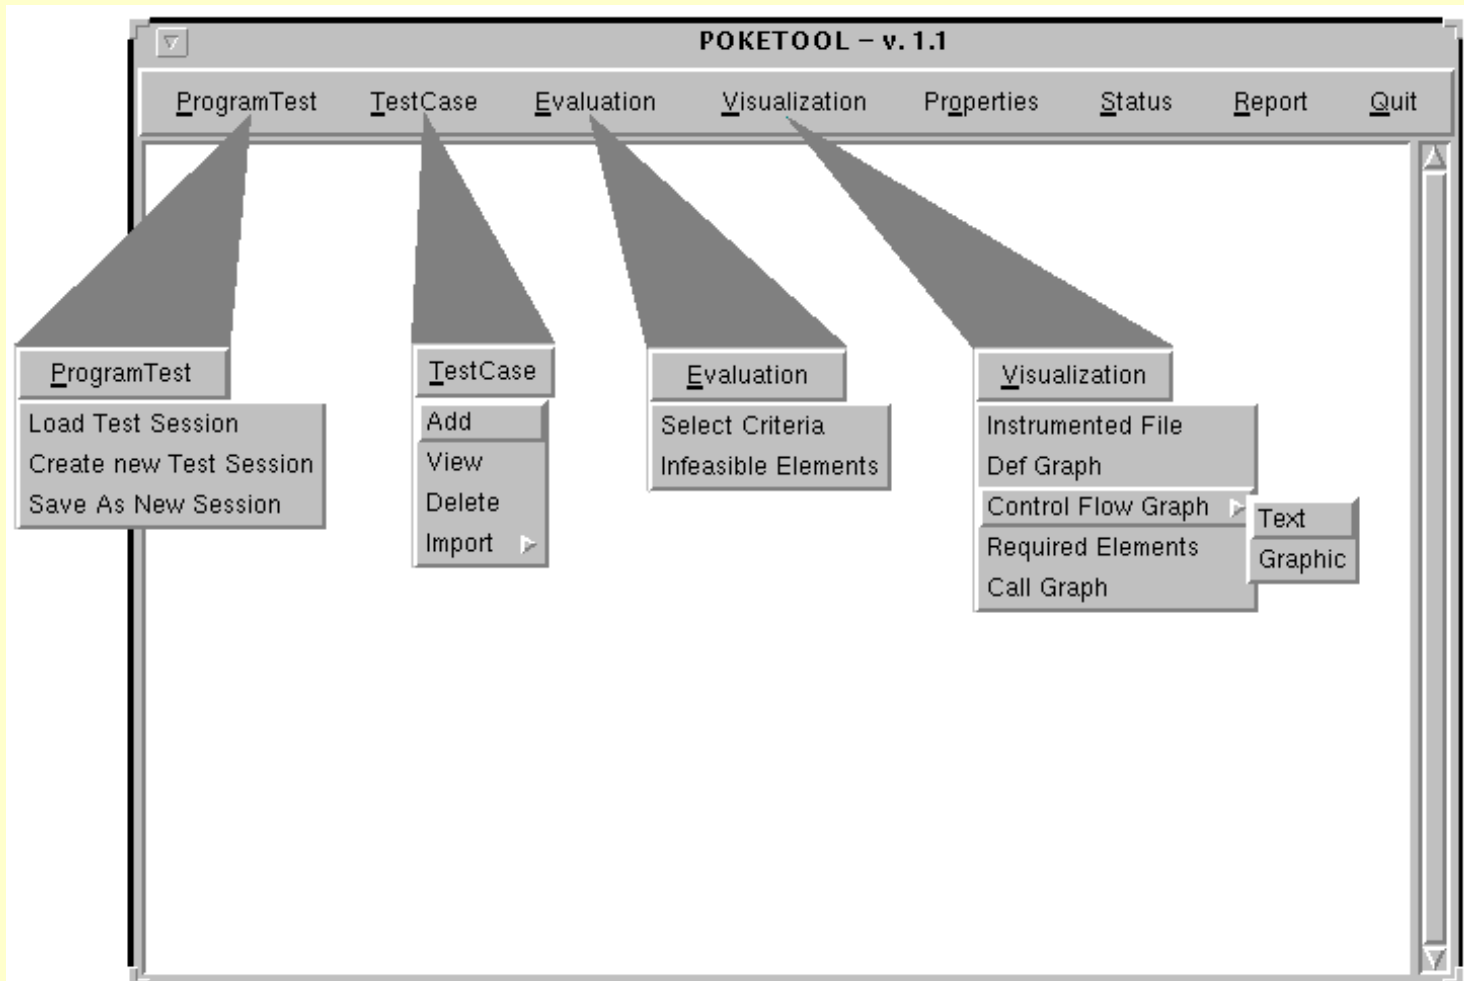 POKETOOL – v. 1.1
ProgramTest TestCase Evaluation Visualization Properties Status Report Quit
ProgramTest
Load Test Session
Create new Test Session
Save As New Session
TestCase
Add
View
Delete
Import
Evaluation
Select Criteria
Infeasible Elements
Visualization
Instrumented File
Def Graph
Control Flow Graph
Required Elements
Call Graph
Text
Graphic